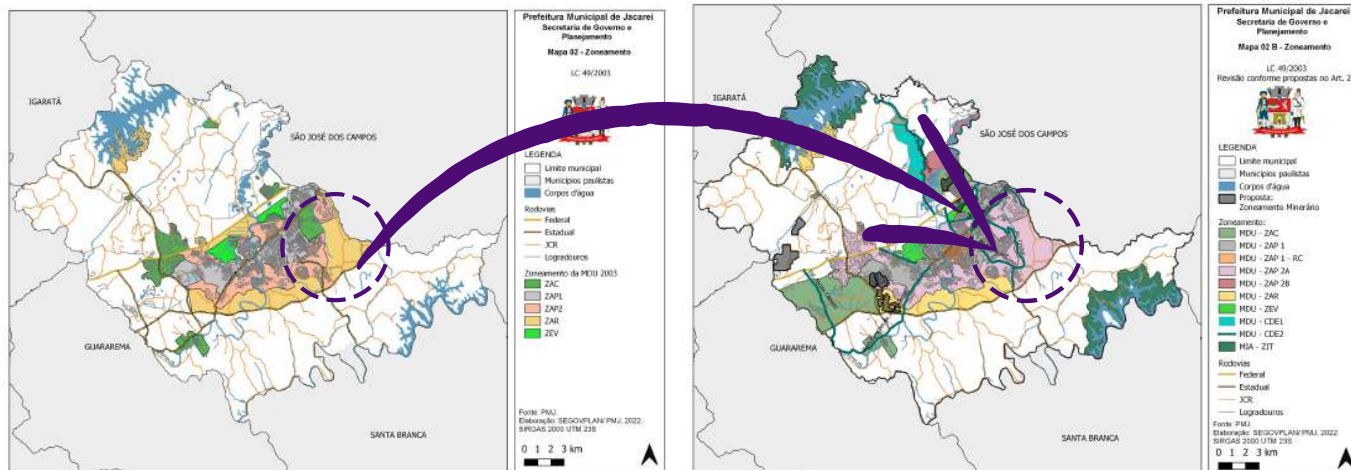 Prefeitura Municipal de Jacareí
Secretaria de Governo e
Planejamento
Mapa 02 - Zoneamento
LC 49/2003
LEGENDA
Limite municipal
Municípios paulistas
Corpos d'água
Rodovias
Federal
Estadual
JCR
Logradouros
Zoneamento da MDU 2003
ZAC
ZAP1
ZAP2
ZAR
ZEV
Fonte: PMJ.
Elaboração: SEGOVPLAN/ PMJ, 2022.
SIRGAS 2000 UTM 23S
0 1 2 3 km
IGARATÁ
SÃO JOSÉ DOS CAMPOS
GUARAREMA
SANTA BRANCA
Prefeitura Municipal de Jacareí
Secretaria de Governo e
Planejamento
Mapa 02 B - Zoneamento
LC 49/2003
Revisão conforme propostas no Art. 2
LEGENDA
Limite municipal
Municípios paulistas
Corpos d'água
Proposta:
Zoneamento Minerário
Zoneamento:
MDU - ZAC
MDU - ZAP 1
MDU - ZAP 1 - RC
MDU - ZAP 2A
MDU - ZAP 2B
MDU - ZAR
MDU - ZEV
MDU - CDE1
MDU - CDE2
MIA - ZIT
Rodovias
Federal
Estadual
JCR
Logradouros
Fonte: PMJ.
Elaboração: SEGOVPLAN/ PMJ, 2022.
SIRGAS 2000 UTM 23S
0 1 2 3 km
IGARATÁ
SÃO JOSÉ DOS CAMPOS
GUARAREMA
SANTA BRANCA